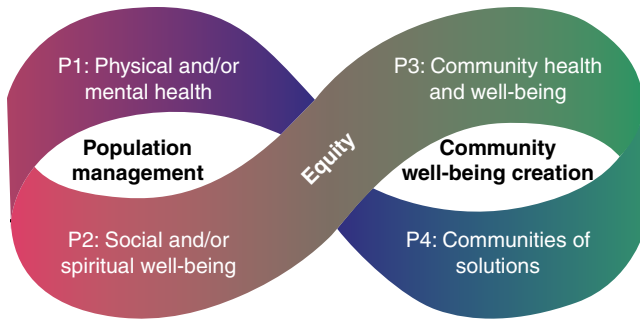 P1: Physical and/or
mental health
Population
management
P2: Social and/or
spiritual well-being
Equity
P3: Community health
and well-being
Community
well-being creation
P4: Communities of
solutions